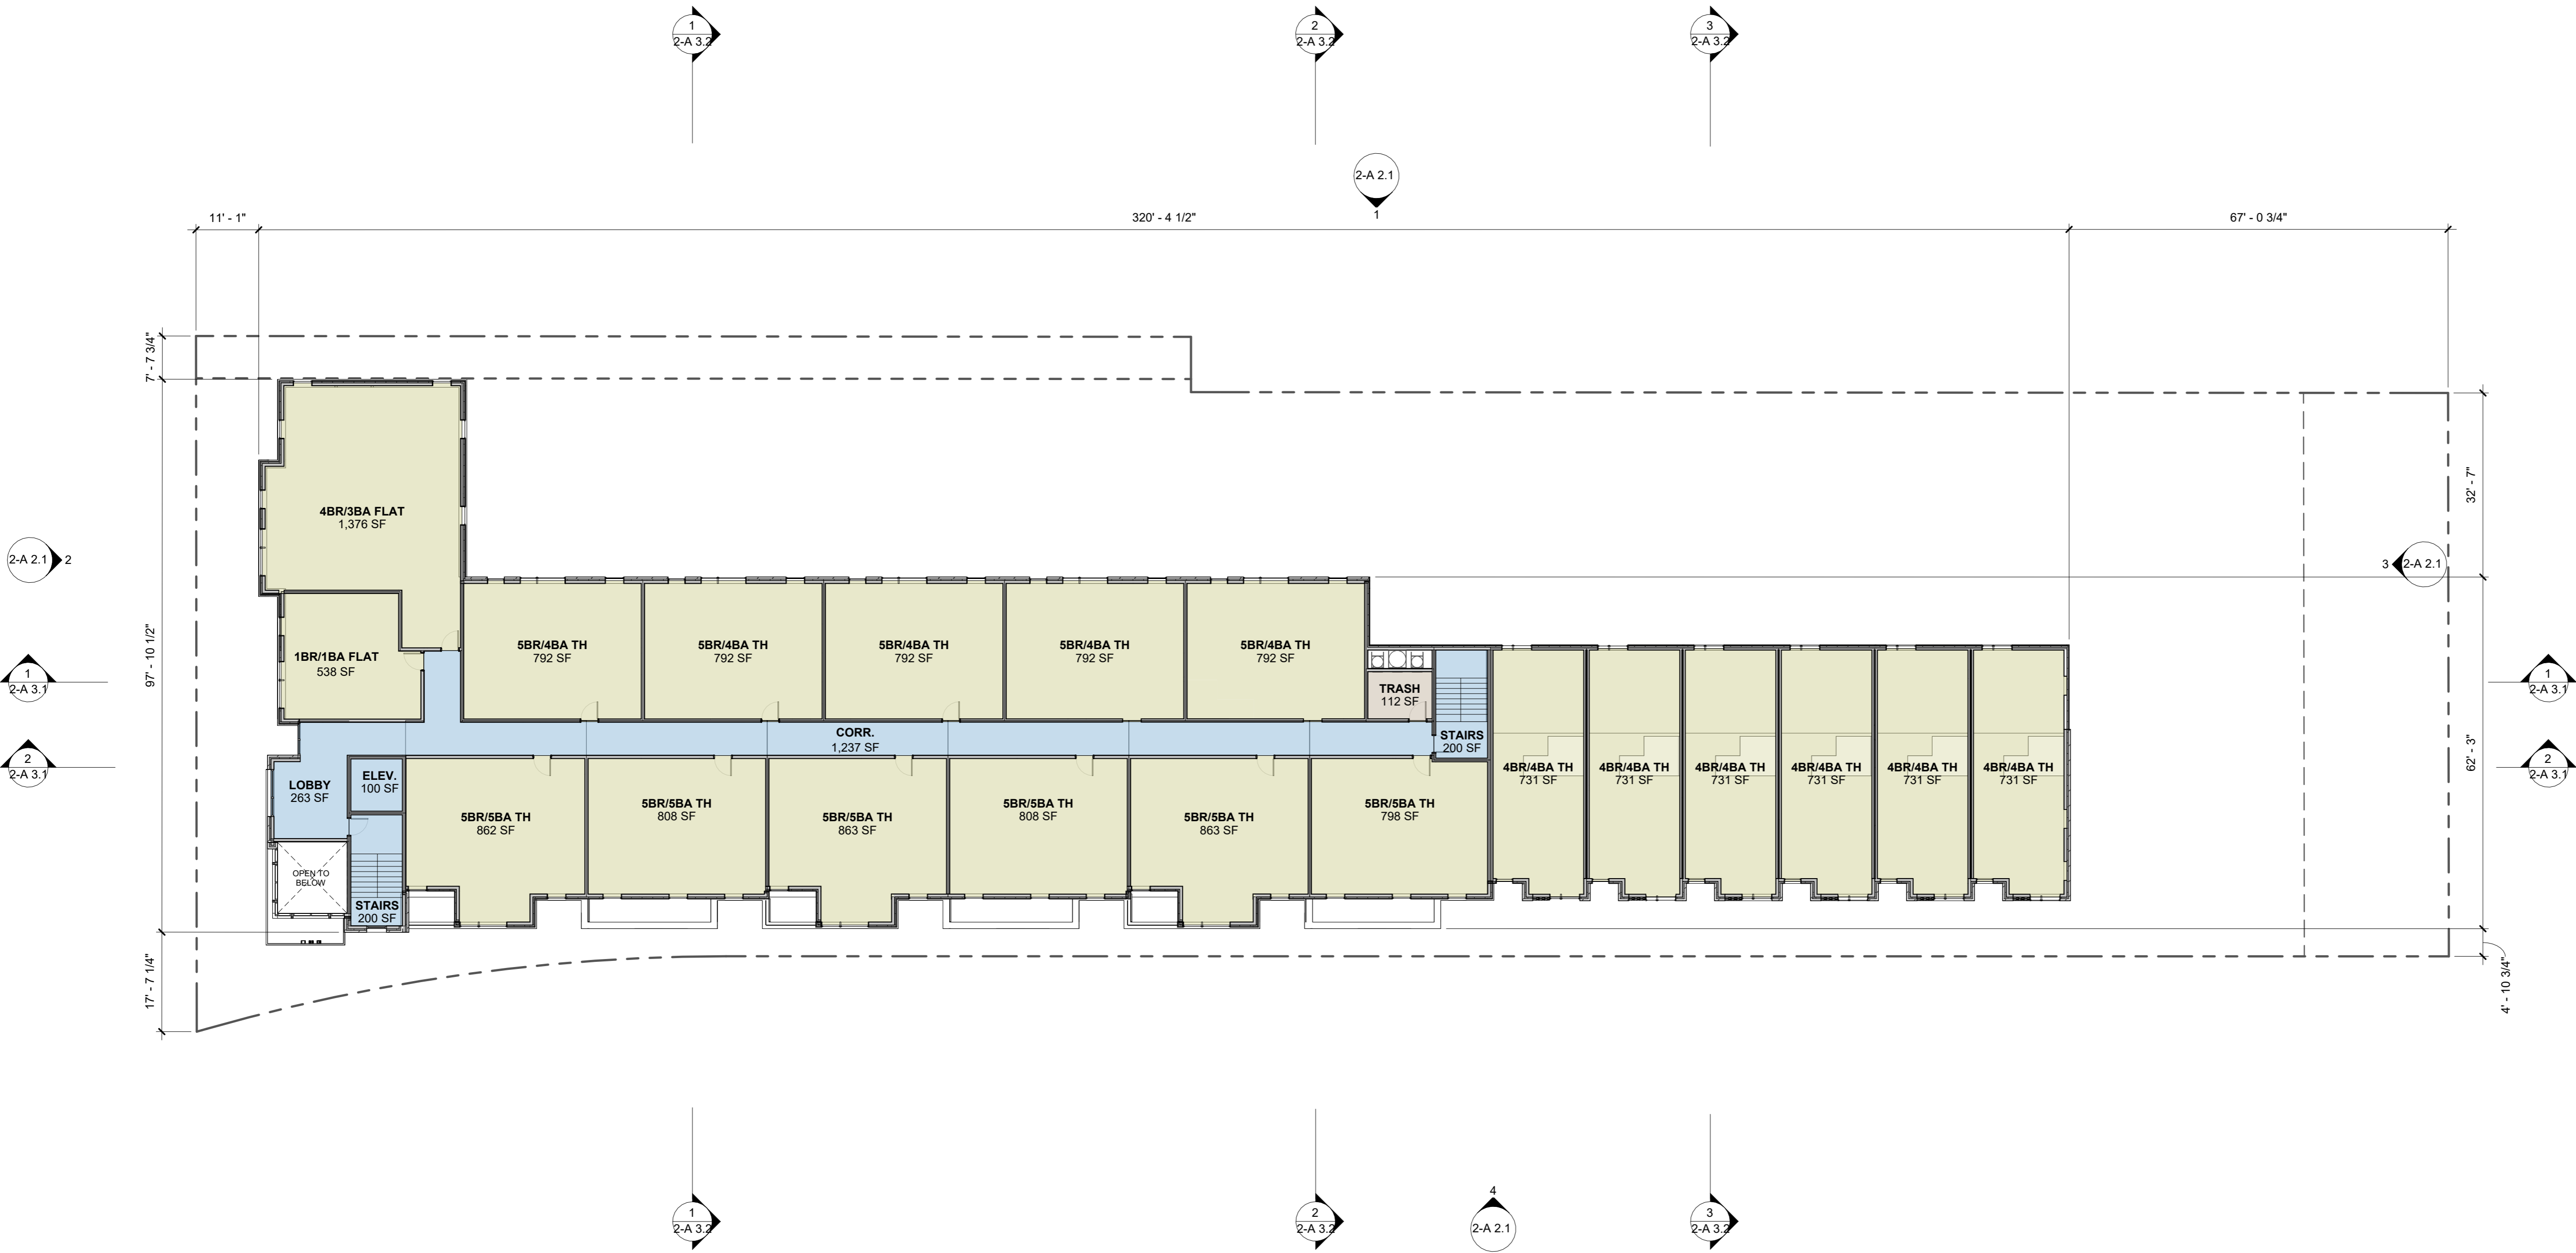 1
2-A 3.2
2
2-A 3.2
3
2-A 3.2
2-A 2.1
1
11' - 1"
320' - 4 1/2"
67' - 0 3/4"
7' - 7 3/4"
97' - 10 1/2"
17' - 7 1/4"
32' - 7"
62' - 3"
4' - 10 3/4"
4BR/3BA FLAT
1,376 SF
2-A 2.1
2
3
2-A 2.1
1BR/1BA FLAT
538 SF
5BR/4BA TH
792 SF
5BR/4BA TH
792 SF
5BR/4BA TH
792 SF
5BR/4BA TH
792 SF
5BR/4BA TH
792 SF
TRASH
112 SF
1
2-A 3.1
1
2-A 3.1
CORR.
1,237 SF
STAIRS
200 SF
2
2-A 3.1
2
2-A 3.1
LOBBY
263 SF
ELEV.
100 SF
4BR/4BA TH
731 SF
4BR/4BA TH
731 SF
4BR/4BA TH
731 SF
4BR/4BA TH
731 SF
4BR/4BA TH
731 SF
4BR/4BA TH
731 SF
5BR/5BA TH
862 SF
5BR/5BA TH
808 SF
5BR/5BA TH
863 SF
5BR/5BA TH
808 SF
5BR/5BA TH
863 SF
5BR/5BA TH
798 SF
OPEN TO
BELOW
STAIRS
200 SF
1
2-A 3.2
2
2-A 3.2
4
2-A 2.1
3
2-A 3.2